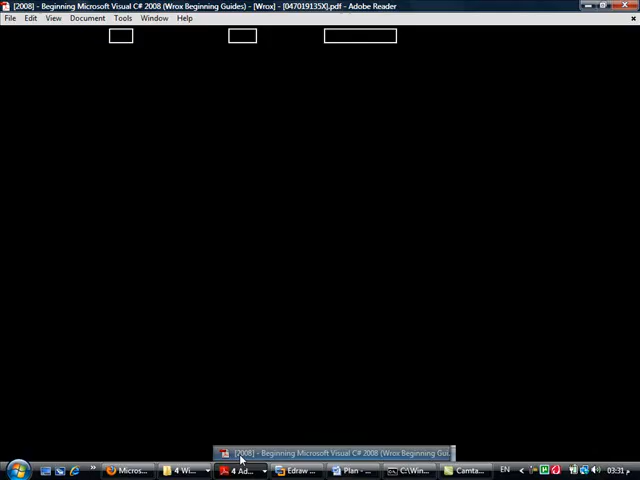 [2008] - Beginning Microsoft Visual C# 2008 (Wrox Beginning Guides) - [Wrox] - [047019135X].pdf - Adobe Reader
File Edit View Document Tools Window Help
[2008] - Beginning Microsoft Visual C# 2008 (Wrox Beginning Gui...
» Micros... 4 Win... 4 Ad... Edraw ... Plan - ... C:\Win... Camta... EN < 03:31 م